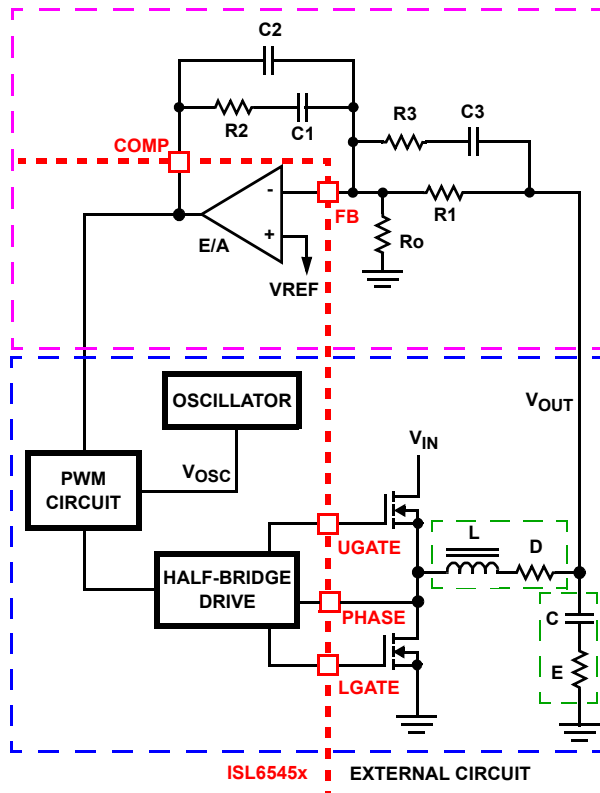 C2
R2
C1
R3
C3
COMP
-
FB
R1
E/A
+
Ro
VREF
OSCILLATOR
VOUT
VIN
PWM
CIRCUIT
VOSC
UGATE
L
D
HALF-BRIDGE
DRIVE
PHASE
C
E
LGATE
ISL6545x
EXTERNAL CIRCUIT